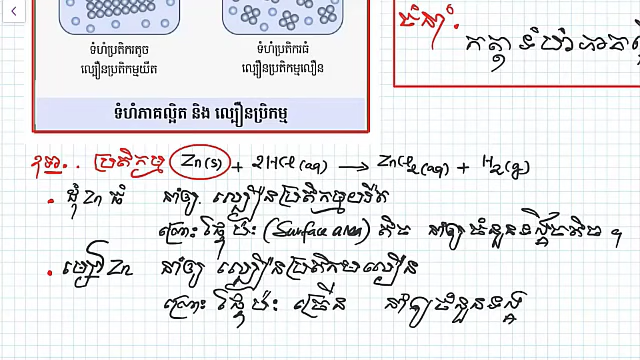 ចំណាំ
កត្តា ទំហំ
ទំហំប្រតិករតូច
ល្បឿនប្រតិកម្មយឺត
ទំហំប្រតិករធំ
ល្បឿនប្រតិកម្មលឿន
ទំហំភាគល្អិត និង ល្បឿនប្រិកម្ម
ឧទា. ប្រតិកម្ម Zn(s) + 2HCl (aq) → ZnCl2 (aq) + H2 (g)
• ដុំ Zn ធំ នាំឲ្យ ល្បឿនប្រតិកម្មយឺត
ព្រោះ ផ្ទៃប៉ះ (Surface area) តិច នាំឲ្យចំនួនទង្គិចតិច ។
• ម្សៅ Zn នាំឲ្យ ល្បឿនប្រតិកម្មលឿន
ព្រោះ ផ្ទៃប៉ះ ច្រើន នាំឲ្យចំនួនទង្គ